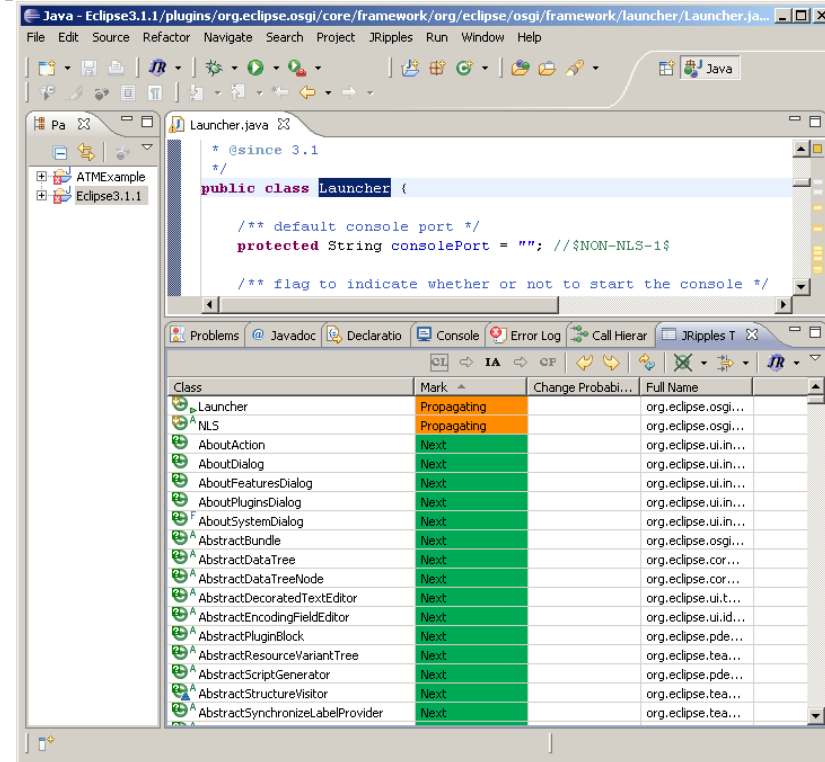 Java - Eclipse3.1.1/plugins/org.eclipse.osgi/core/framework/org/eclipse/osgi/framework/launcher/Launcher.ja...
File Edit Source Refactor Navigate Search Project JRipples Run Window Help
JR
Java
Pa
Launcher.java
ATMExample
Eclipse3.1.1
* @since 3.1
*/
public class Launcher {
/** default console port */
protected String consolePort = ""; //$NON-NLS-1$
/** flag to indicate whether or not to start the console */
Problems @ Javadoc Declaratio Console Error Log Call Hierar JRipples T
CL IA CP JR
Class Mark Change Probabi... Full Name
Launcher Propagating org.eclipse.osgi...
A NLS Propagating org.eclipse.osgi...
AboutAction Next org.eclipse.ui.in...
AboutDialog Next org.eclipse.ui.in...
AboutFeaturesDialog Next org.eclipse.ui.in...
AboutPluginsDialog Next org.eclipse.ui.in...
F AboutSystemDialog Next org.eclipse.ui.in...
A AbstractBundle Next org.eclipse.osgi...
A AbstractDataTree Next org.eclipse.cor...
A AbstractDataTreeNode Next org.eclipse.cor...
A AbstractDecoratedTextEditor Next org.eclipse.ui.t...
A AbstractEncodingFieldEditor Next org.eclipse.ui.id...
A AbstractPluginBlock Next org.eclipse.pde...
A AbstractResourceVariantTree Next org.eclipse.tea...
A AbstractScriptGenerator Next org.eclipse.pde...
A AbstractStructureVisitor Next org.eclipse.tea...
A AbstractSynchronizeLabelProvider Next org.eclipse.tea...